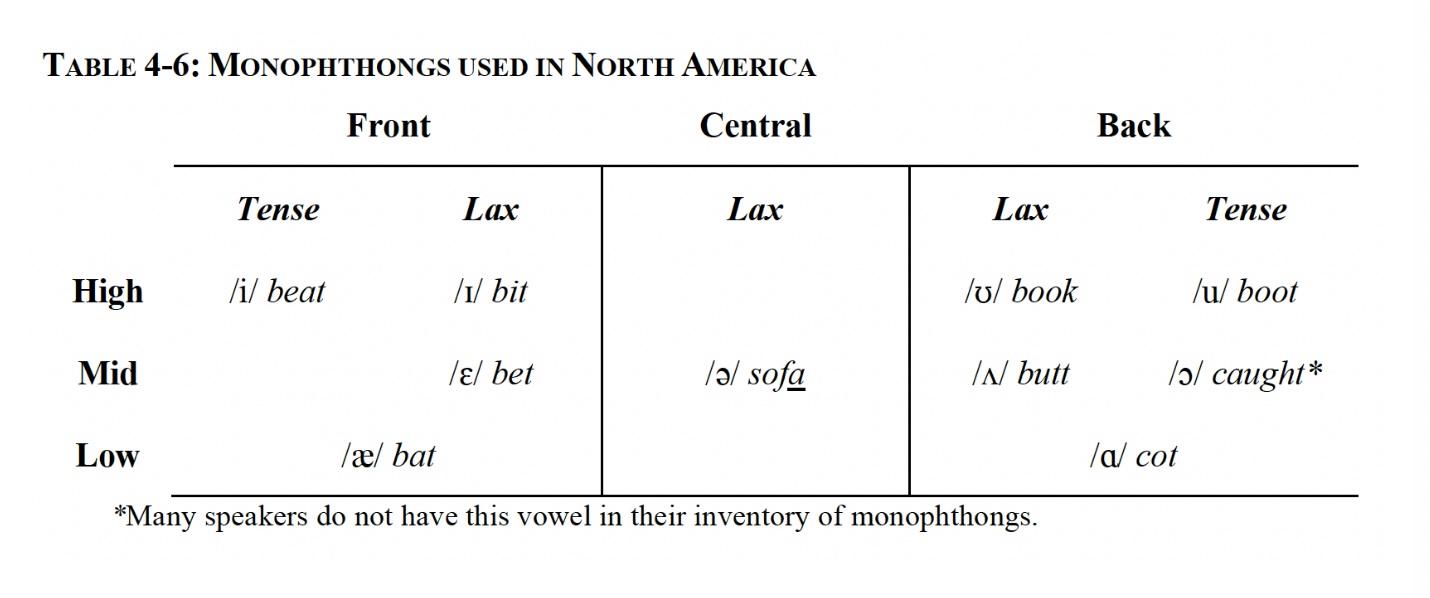 TABLE 4-6: MONOPHTHONGS USED IN NORTH AMERICA
Front Central Back
Tense Lax Lax Lax Tense
High /i/ beat /ɪ/ bit /ʊ/ book /u/ boot
Mid /ɛ/ bet /ə/ sofa /ʌ/ butt /ɔ/ caught*
Low /æ/ bat /ɑ/ cot
*Many speakers do not have this vowel in their inventory of monophthongs.